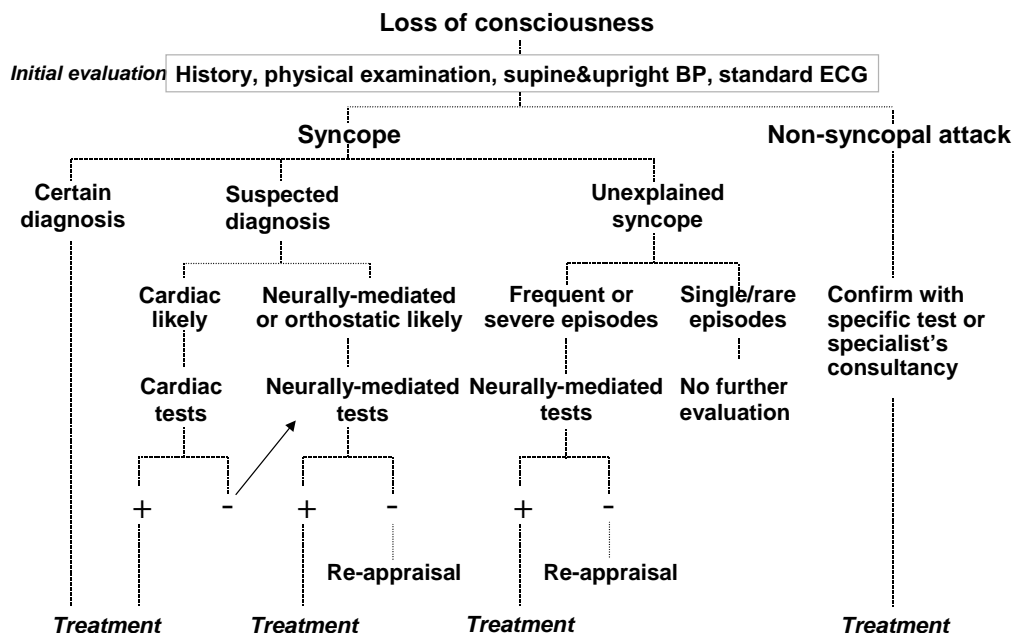 Loss of consciousness
Initial evaluation
History, physical examination, supine&upright BP, standard ECG
Syncope
Non-syncopal attack
Certain
diagnosis
Suspected
diagnosis
Unexplained
syncope
Cardiac
likely
Neurally-mediated
or orthostatic likely
Frequent or
severe episodes
Single/rare
episodes
Confirm with
specific test or
specialist's
consultancy
Cardiac
tests
Neurally-mediated
tests
Neurally-mediated
tests
No further
evaluation
+
-
+
-
+
-
Re-appraisal
Re-appraisal
Treatment
Treatment
Treatment
Treatment